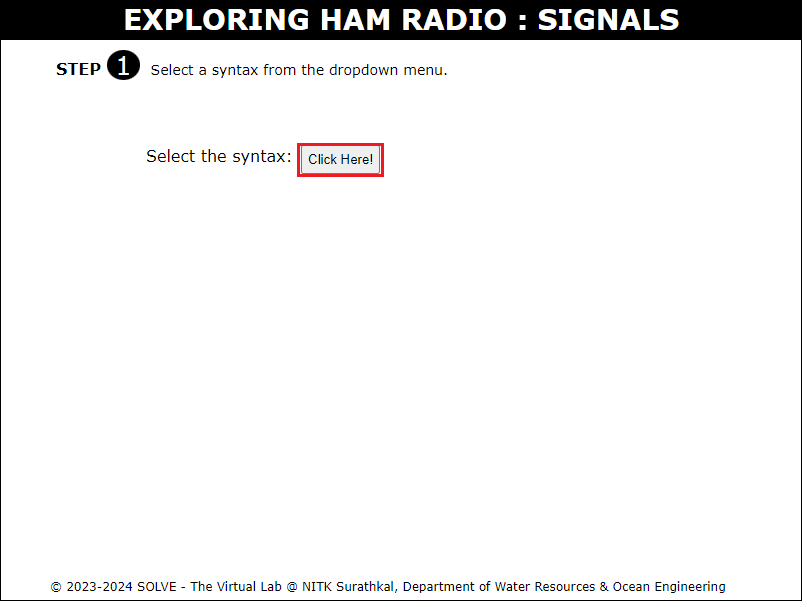 EXPLORING HAM RADIO : SIGNALS
STEP 1 Select a syntax from the dropdown menu.
Select the syntax: Click Here!
© 2023-2024 SOLVE - The Virtual Lab @ NITK Surathkal, Department of Water Resources & Ocean Engineering